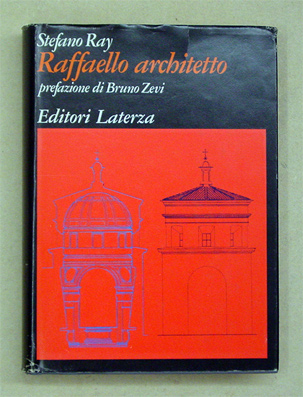 Stefano Ray
Raffaello architetto
prefazione di Bruno Zevi
Editori Laterza